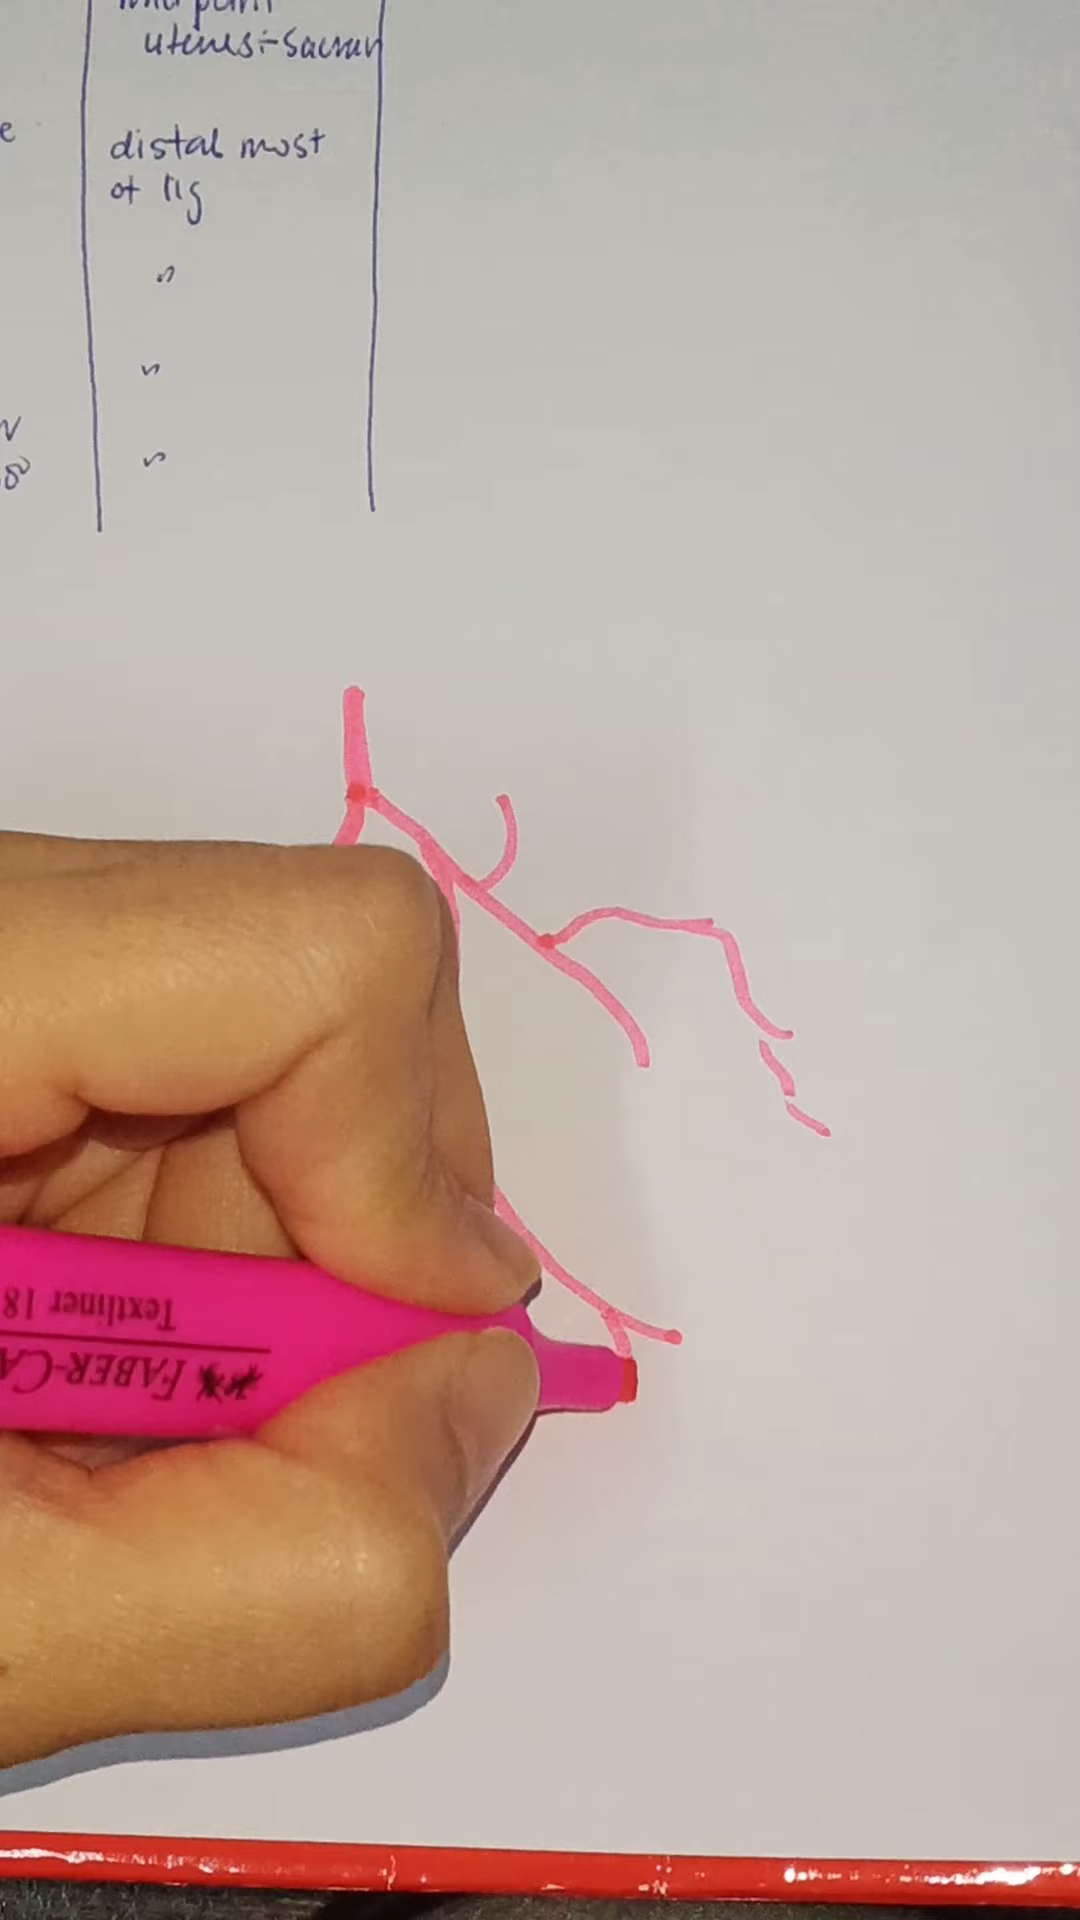 uterus÷Sacrum
distal most
of lig
Textliner 18
FABER-CA